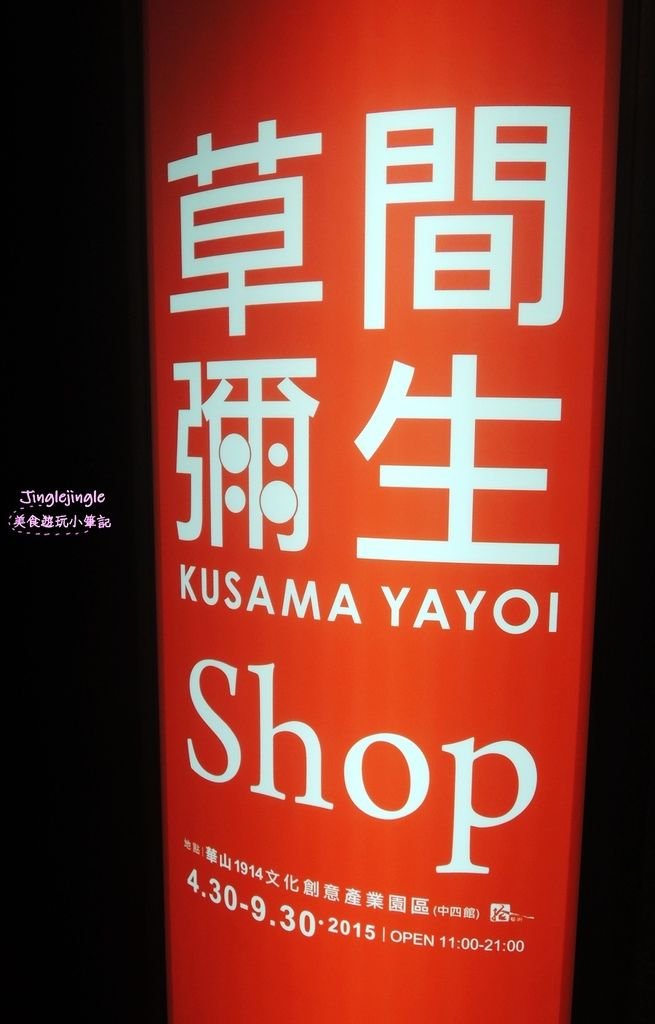 草間
彌生
KUSAMA YAYOI
Shop
地點|華山1914文化創意產業園區(中四館)
4.30-9.30·2015 | OPEN 11:00-21:00
Jinglejingle
美食遊玩小筆記